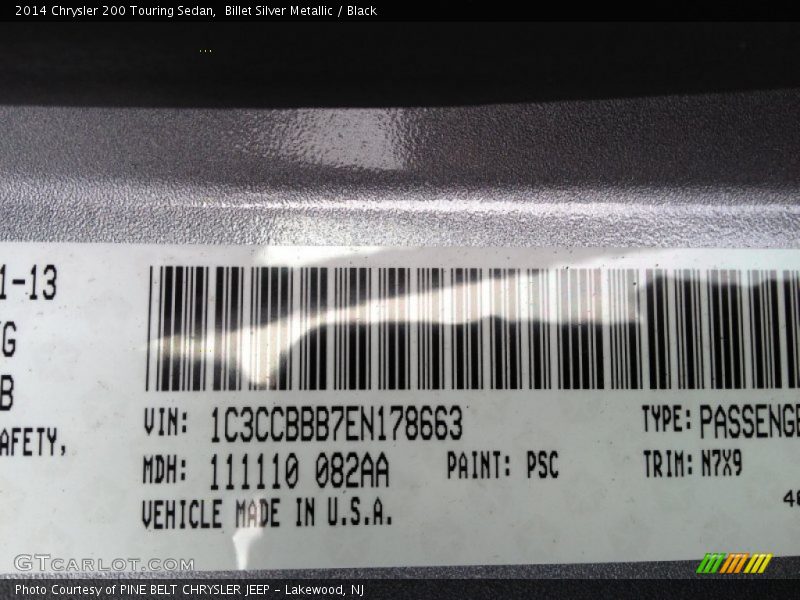 2014 Chrysler 200 Touring Sedan,  Billet Silver Metallic / Black
1-13
G
B
AFETY,
VIN: 1C3CCBBB7EN178663 TYPE: PASSENGE
MDH: 111110 082AA PAINT: PSC TRIM: N7X9
VEHICLE MADE IN U.S.A.
40
GTCARLOT.COM
Photo Courtesy of PINE BELT CHRYSLER JEEP - Lakewood, NJ